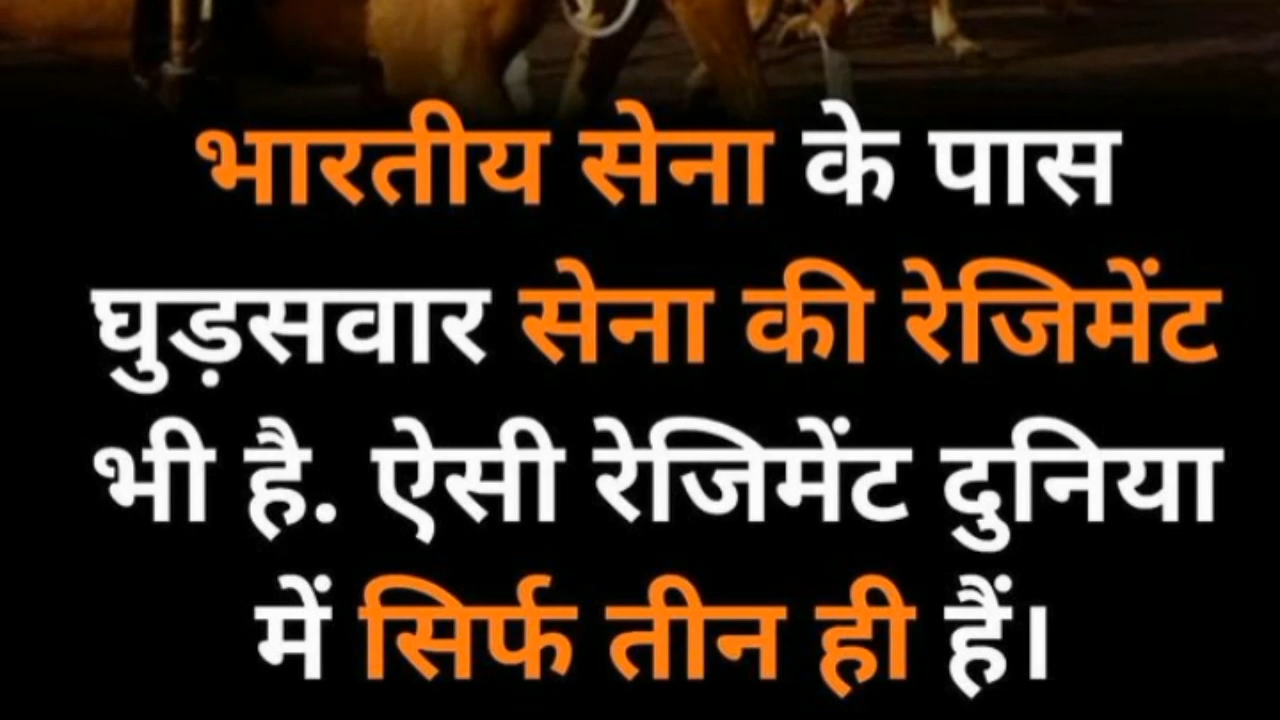 भारतीय सेना के पास
घुड़सवार सेना की रेजिमेंट
भी है. ऐसी रेजिमेंट दुनिया
में सिर्फ तीन ही हैं।